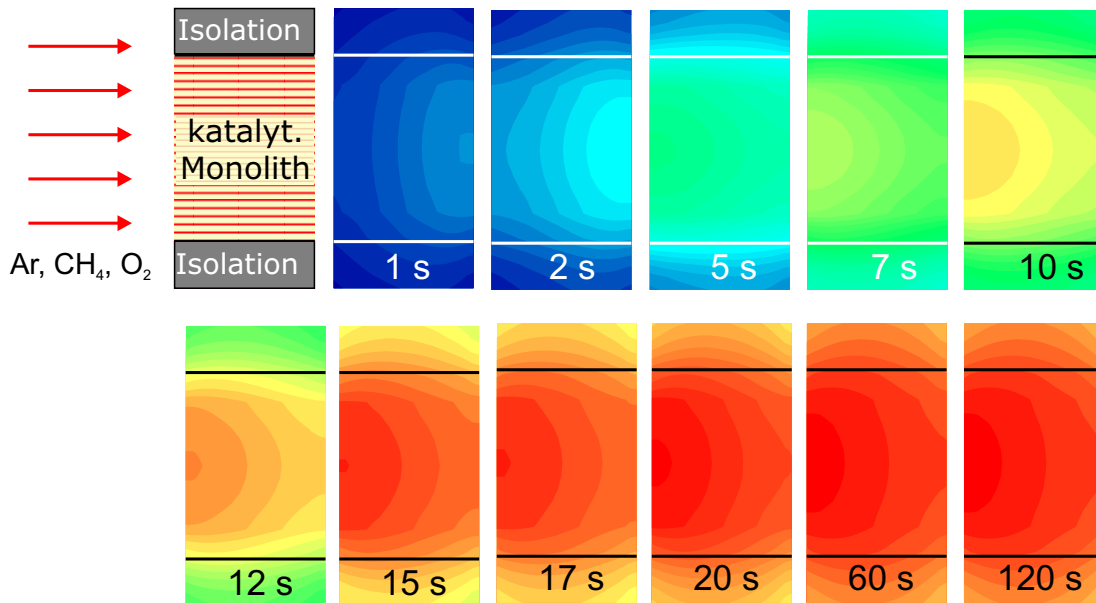 Isolation
katalyt.
Monolith
Isolation
Ar, CH₄, O₂
1 s
2 s
5 s
7 s
10 s
12 s
15 s
17 s
20 s
60 s
120 s